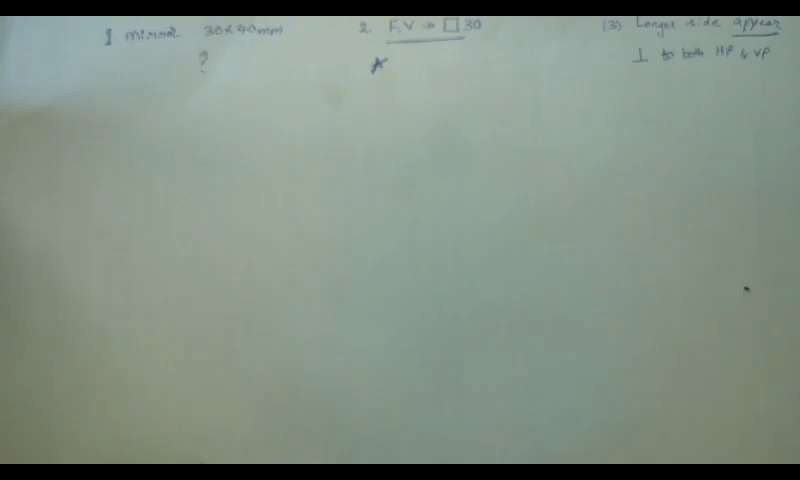 1 mirror 30x40mm
?
2. F.V → □ 30
(3) Longer side appear
⊥ to both HP & VP